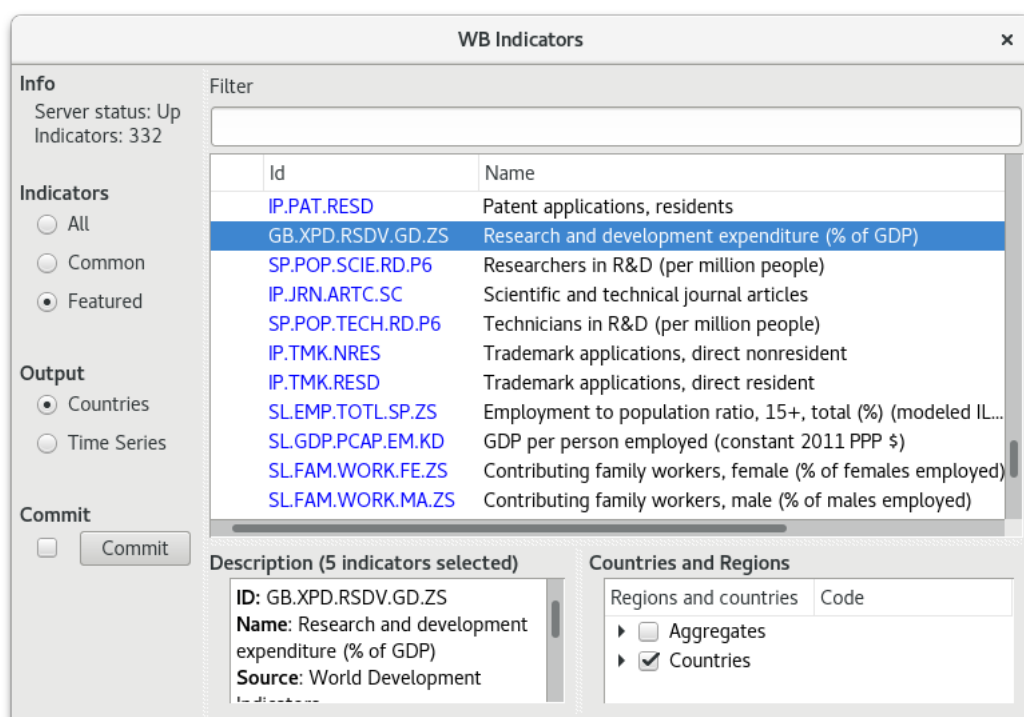 WB Indicators
Info
Server status: Up
Indicators: 332
Indicators
All
Common
Featured
Output
Countries
Time Series
Commit
Commit
Filter
Id Name
IP.PAT.RESD Patent applications, residents
GB.XPD.RSDV.GD.ZS Research and development expenditure (% of GDP)
SP.POP.SCIE.RD.P6 Researchers in R&D (per million people)
IP.JRN.ARTC.SC Scientific and technical journal articles
SP.POP.TECH.RD.P6 Technicians in R&D (per million people)
IP.TMK.NRES Trademark applications, direct nonresident
IP.TMK.RESD Trademark applications, direct resident
SL.EMP.TOTL.SP.ZS Employment to population ratio, 15+, total (%) (modeled IL...
SL.GDP.PCAP.EM.KD GDP per person employed (constant 2011 PPP $)
SL.FAM.WORK.FE.ZS Contributing family workers, female (% of females employed)
SL.FAM.WORK.MA.ZS Contributing family workers, male (% of males employed)
Description (5 indicators selected)
ID: GB.XPD.RSDV.GD.ZS
Name: Research and development
expenditure (% of GDP)
Source: World Development
Indicators
Countries and Regions
Regions and countries Code
Aggregates
Countries